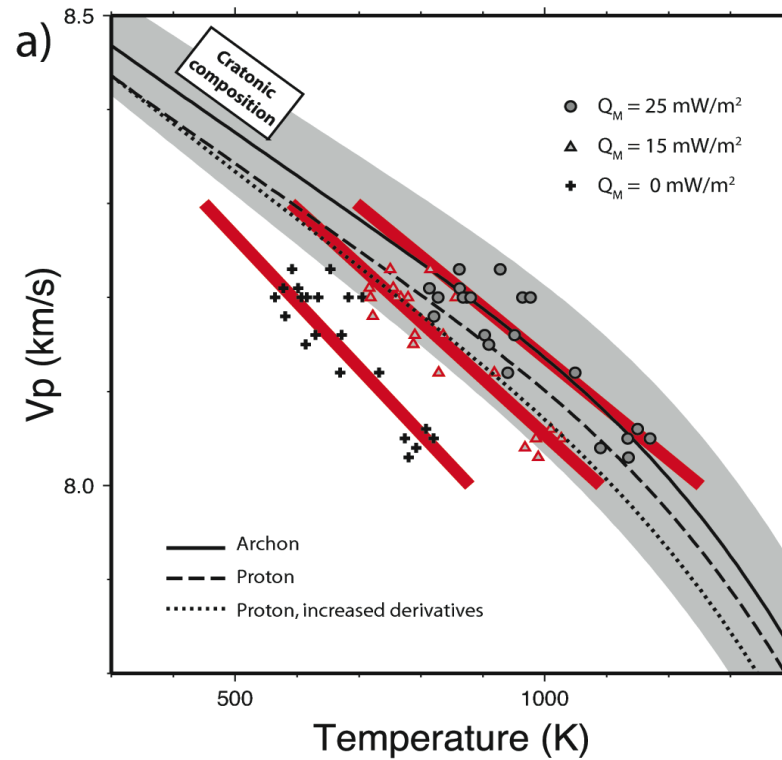 a)
8.5
Cratonic
composition
Q_M = 25 mW/m²
Q_M = 15 mW/m²
Q_M = 0 mW/m²
Vp (km/s)
8.0
Archon
Proton
Proton, increased derivatives
500
1000
Temperature (K)